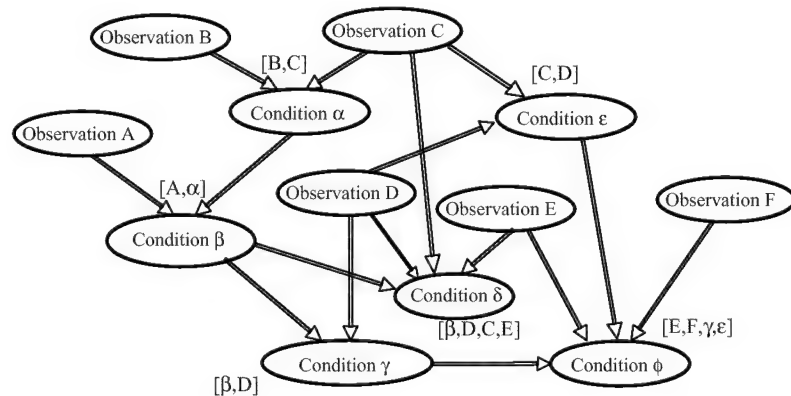 Observation B
Observation C
[B,C]
[C,D]
Condition α
Condition ε
Observation A
[A,α]
Observation D
Observation E
Observation F
Condition β
Condition δ
[β,D,C,E]
[E,F,γ,ε]
Condition γ
Condition ϕ
[β,D]